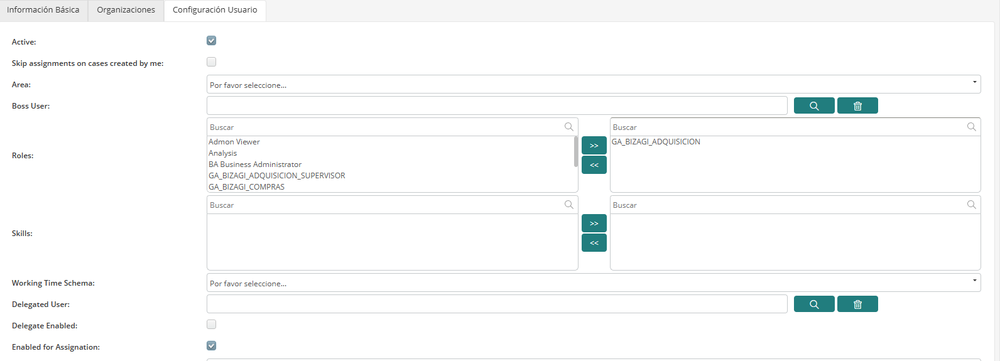 Información Básica
Organizaciones
Configuración Usuario
Active:
Skip assignments on cases created by me:
Area:
Por favor seleccione...
Boss User:
Roles:
Buscar
Admon Viewer
Analysis
BA Business Administrator
GA_BIZAGI_ADQUISICION_SUPERVISOR
GA_BIZAGI_COMPRAS
>>
<<
Buscar
GA_BIZAGI_ADQUISICION
Skills:
Buscar
>>
<<
Buscar
Working Time Schema:
Por favor seleccione...
Delegated User:
Delegate Enabled:
Enabled for Assignation: